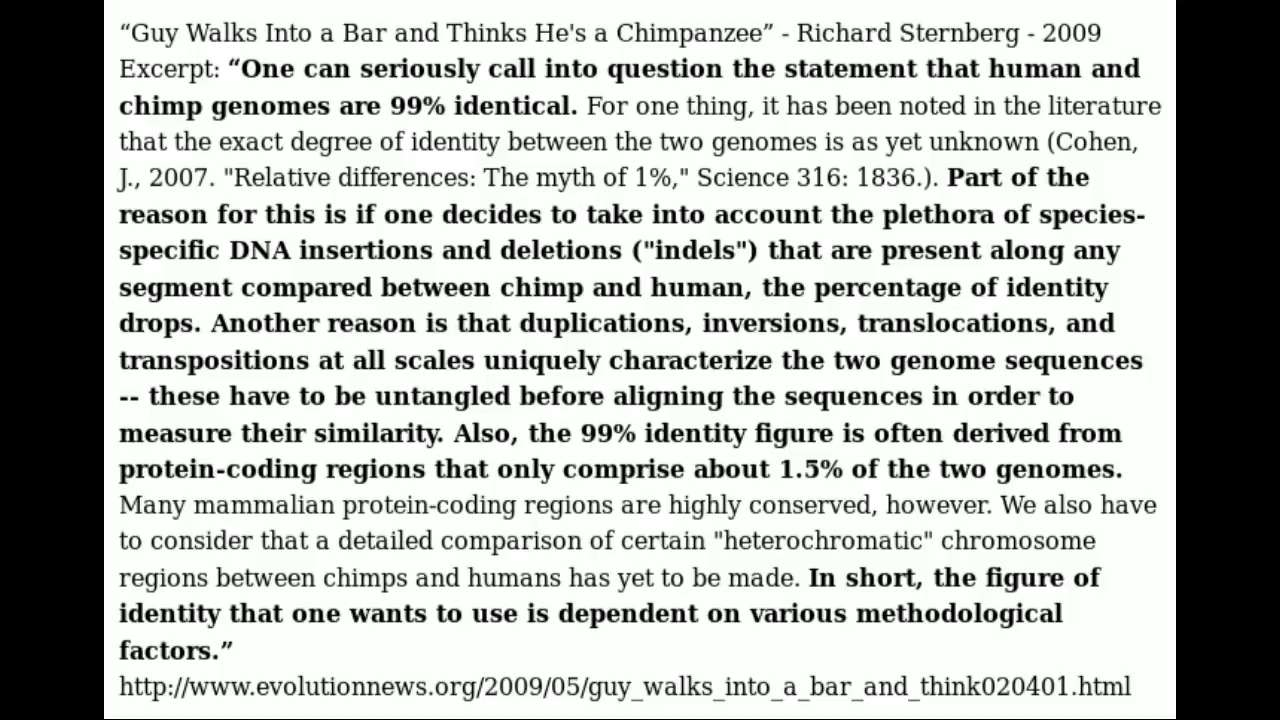 “Guy Walks Into a Bar and Thinks He's a Chimpanzee” - Richard Sternberg - 2009
Excerpt: “One can seriously call into question the statement that human and
chimp genomes are 99% identical. For one thing, it has been noted in the literature
that the exact degree of identity between the two genomes is as yet unknown (Cohen,
J., 2007. "Relative differences: The myth of 1%," Science 316: 1836.). Part of the
reason for this is if one decides to take into account the plethora of species-
specific DNA insertions and deletions ("indels") that are present along any
segment compared between chimp and human, the percentage of identity
drops. Another reason is that duplications, inversions, translocations, and
transpositions at all scales uniquely characterize the two genome sequences
-- these have to be untangled before aligning the sequences in order to
measure their similarity. Also, the 99% identity figure is often derived from
protein-coding regions that only comprise about 1.5% of the two genomes.
Many mammalian protein-coding regions are highly conserved, however. We also have
to consider that a detailed comparison of certain "heterochromatic" chromosome
regions between chimps and humans has yet to be made. In short, the figure of
identity that one wants to use is dependent on various methodological
factors.”
http://www.evolutionnews.org/2009/05/guy_walks_into_a_bar_and_think020401.html